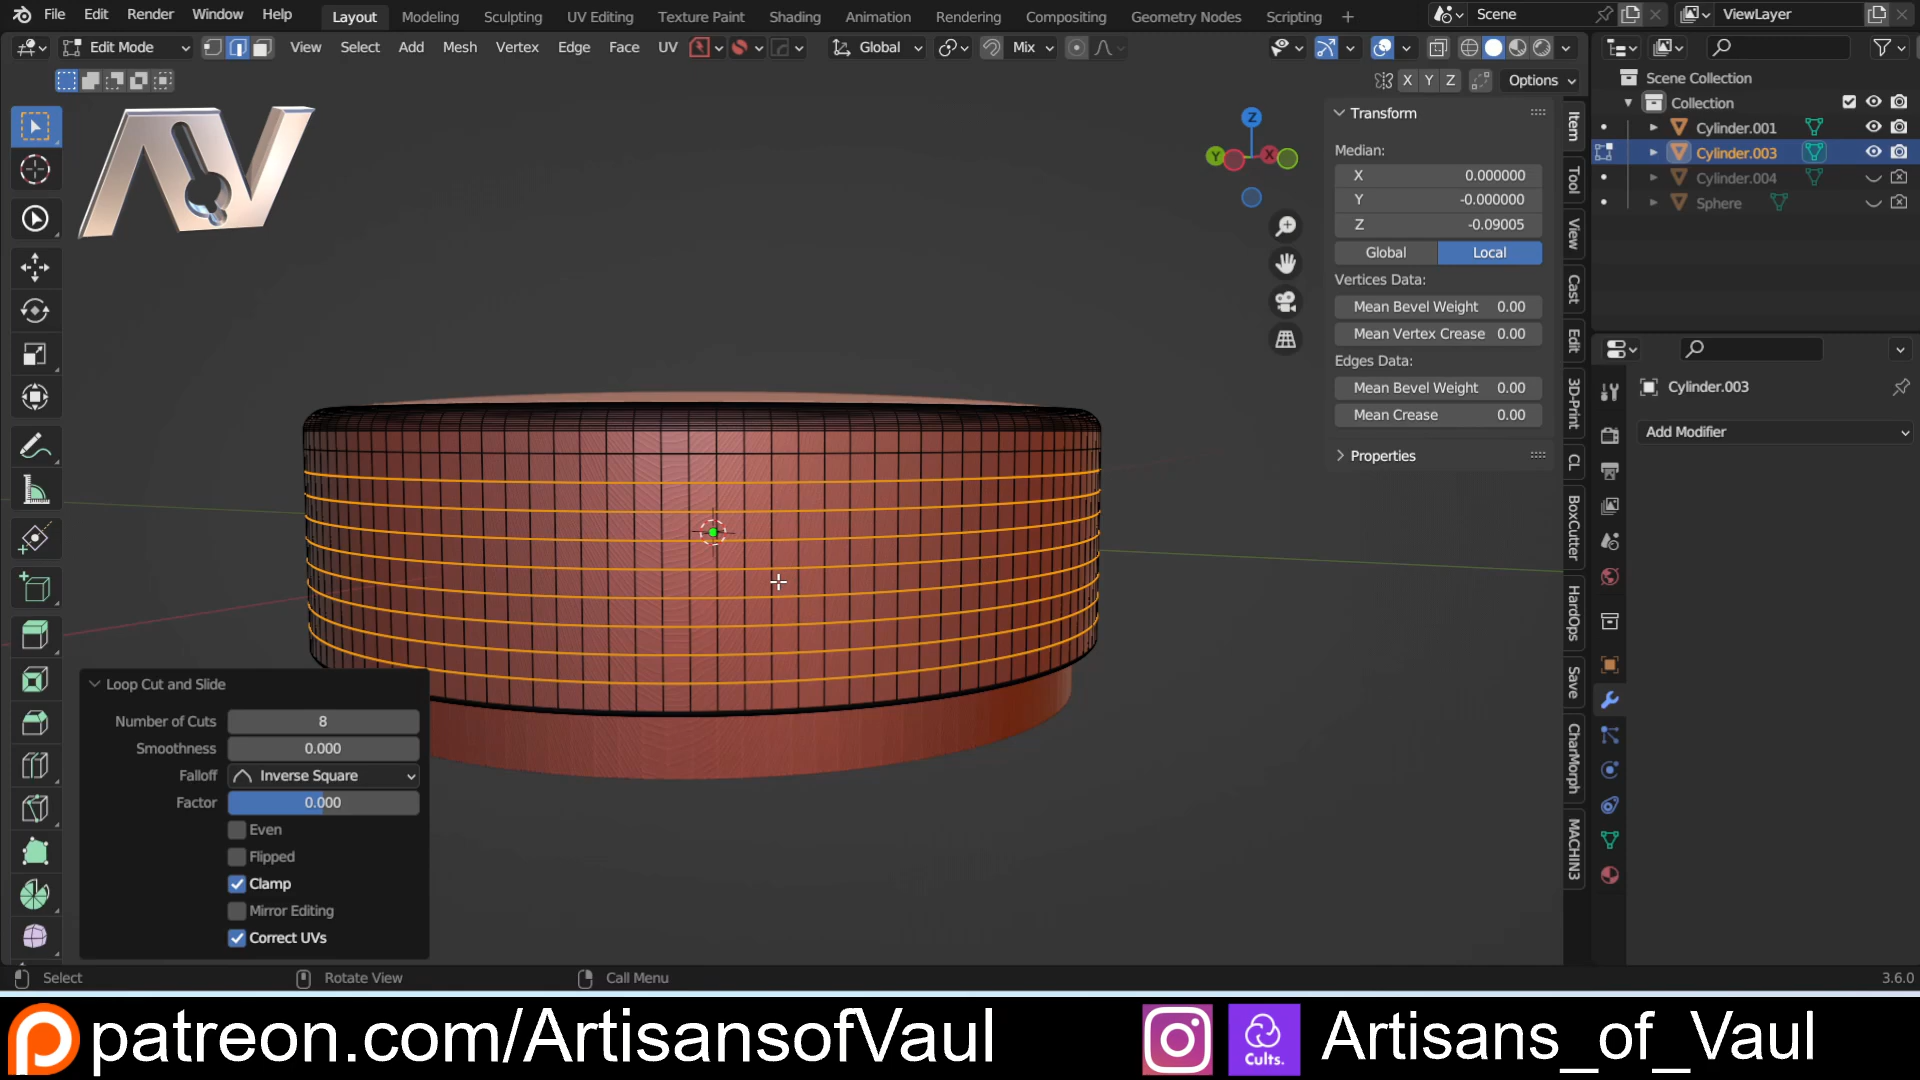 File Edit Render Window Help Layout Modeling Sculpting UV Editing Texture Paint Shading Animation Rendering Compositing Geometry Nodes Scripting + Scene ViewLayer
Edit Mode View Select Add Mesh Vertex Edge Face UV Global Mix
X Y Z Options
Scene Collection
Collection
Cylinder.001
Cylinder.003
Cylinder.004
Sphere
AV
Z
Y X
Transform
Median:
X 0.000000
Y -0.000000
Z -0.09005
Global Local
Vertices Data:
Mean Bevel Weight 0.00
Mean Vertex Crease 0.00
Edges Data:
Mean Bevel Weight 0.00
Mean Crease 0.00
Properties
Item
Tool
View
Cast
Edit
3D-Print
CL
BoxCutter
HardOps
Save
CharMorph
MACHIN3
Cylinder.003
Add Modifier
Loop Cut and Slide
Number of Cuts 8
Smoothness 0.000
Falloff Inverse Square
Factor 0.000
Even
Flipped
Clamp
Mirror Editing
Correct UVs
Select Rotate View Call Menu 3.6.0
patreon.com/ArtisansofVaul Cults. Artisans_of_Vaul